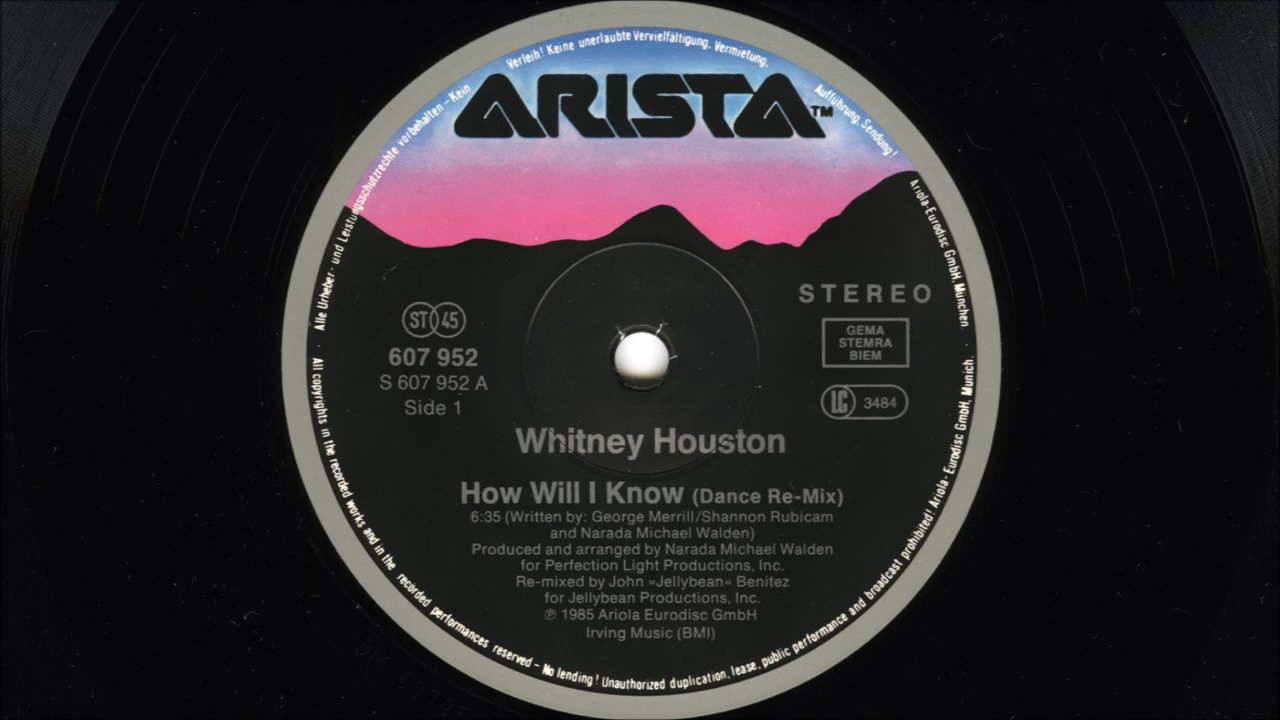 Alle Urheber- und Leistungsschutzrechte vorbehalten – Kein Verleih! Keine unerlaubte Vervielfältigung, Vermietung, Aufführung, Sendung!
ARISTA™
Ariola-Eurodisc GmbH, München.
STEREO
ST 45
GEMA
STEMRA
BIEM
607 952
S 607 952 A
Side 1
LC 3484
Whitney Houston
How Will I Know (Dance Re-Mix)
6:35 (Written by: George Merrill/Shannon Rubicam
and Narada Michael Walden)
Produced and arranged by Narada Michael Walden
for Perfection Light Productions, Inc.
Re-mixed by John »Jellybean« Benitez
for Jellybean Productions, Inc.
℗ 1985 Ariola Eurodisc GmbH
Irving Music (BMI)
All copyrights in the recorded works and in the recorded performances reserved – No lending! Unauthorized duplication, lease, public performance and broadcast prohibited! Ariola-Eurodisc GmbH, Munich.